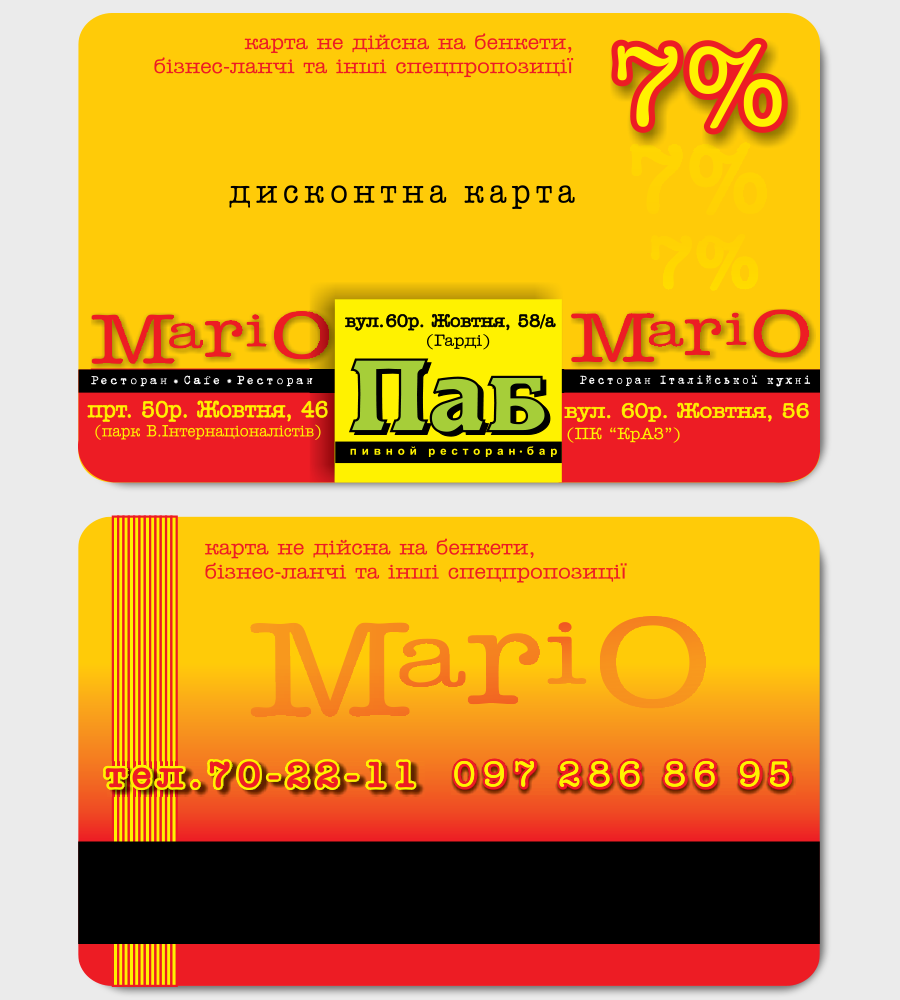 карта не дійсна на бенкети,
бізнес-ланчі та інші спецпропозиції
7%
7%
7%
дисконтна карта
MariO
Ресторан•Cafe•Ресторан
прт. 50р. Жовтня, 46
(парк В.Інтернаціоналістів)
вул.60р. Жовтня, 58/а
(Гарді)
Паб
пивной ресторан·бар
MariO
Ресторан Італійської кухні
вул. 60р. Жовтня, 56
(ПК “КрАЗ”)
карта не дійсна на бенкети,
бізнес-ланчі та інші спецпропозиції
MariO
тел.70-22-11 097 286 86 95